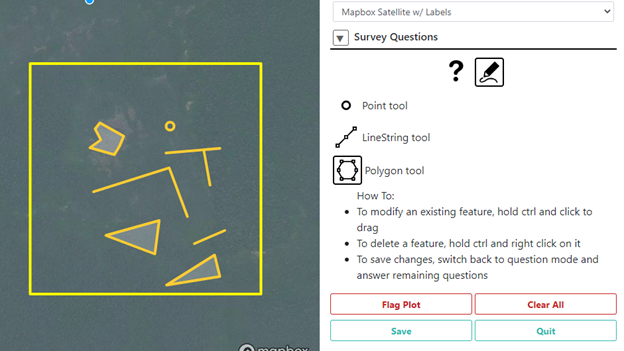 Mapbox Satellite w/ Labels
Survey Questions
?
Point tool
LineString tool
Polygon tool
How To:
To modify an existing feature, hold ctrl and click to
drag
To delete a feature, hold ctrl and right click on it
To save changes, switch back to question mode and
answer remaining questions
Flag Plot
Clear All
Save
Quit
mapbox